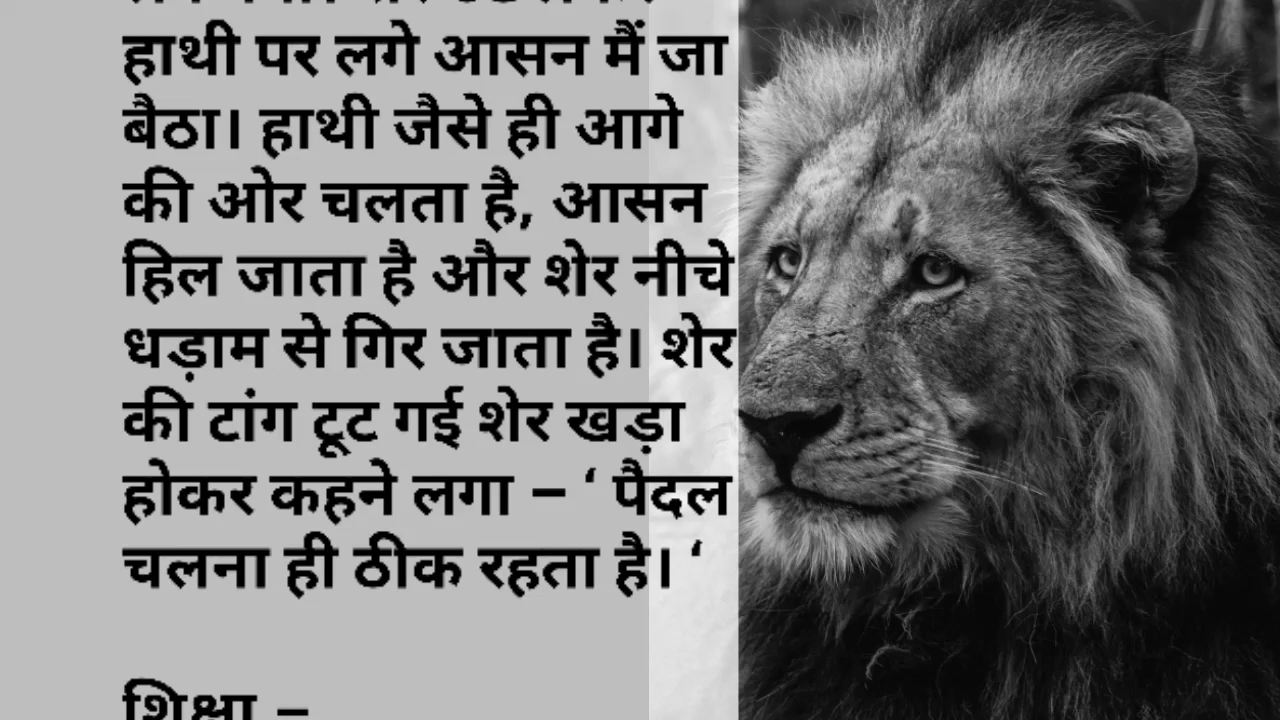 हाथी पर लगे आसन मैं जा
बैठा। हाथी जैसे ही आगे
की ओर चलता है, आसन
हिल जाता है और शेर नीचे
धड़ाम से गिर जाता है। शेर
की टांग टूट गई शेर खड़ा
होकर कहने लगा – ‘ पैदल
चलना ही ठीक रहता है। ‘
शिक्षा –